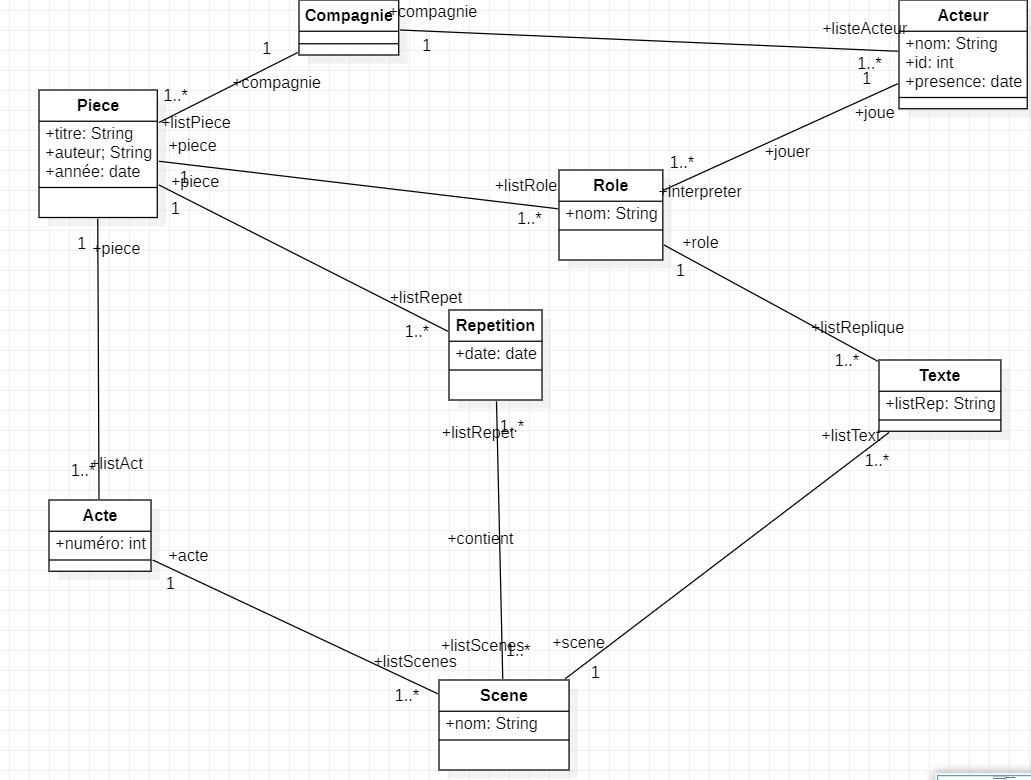 Compagnie
+compagnie
1
1
+compagnie
+listeActeur
1..*
Acteur
+nom: String
+id: int
+presence: date
1
+joue
+jouer
1..*
+interpreter
Piece
+titre: String
+auteur; String
+année: date
1..*
+listPiece
+piece
1
+piece
1
+listRole
1..*
Role
+nom: String
+role
1
1
+piece
+listRepet
1..*
Repetition
+date: date
+listReplique
1..*
Texte
+listRep: String
1..*
+listRepet
+listText
1..*
1..*
+listAct
Acte
+numéro: int
+acte
1
+contient
+listScenes
1..*
+listScenes
1..*
+scene
1
Scene
+nom: String